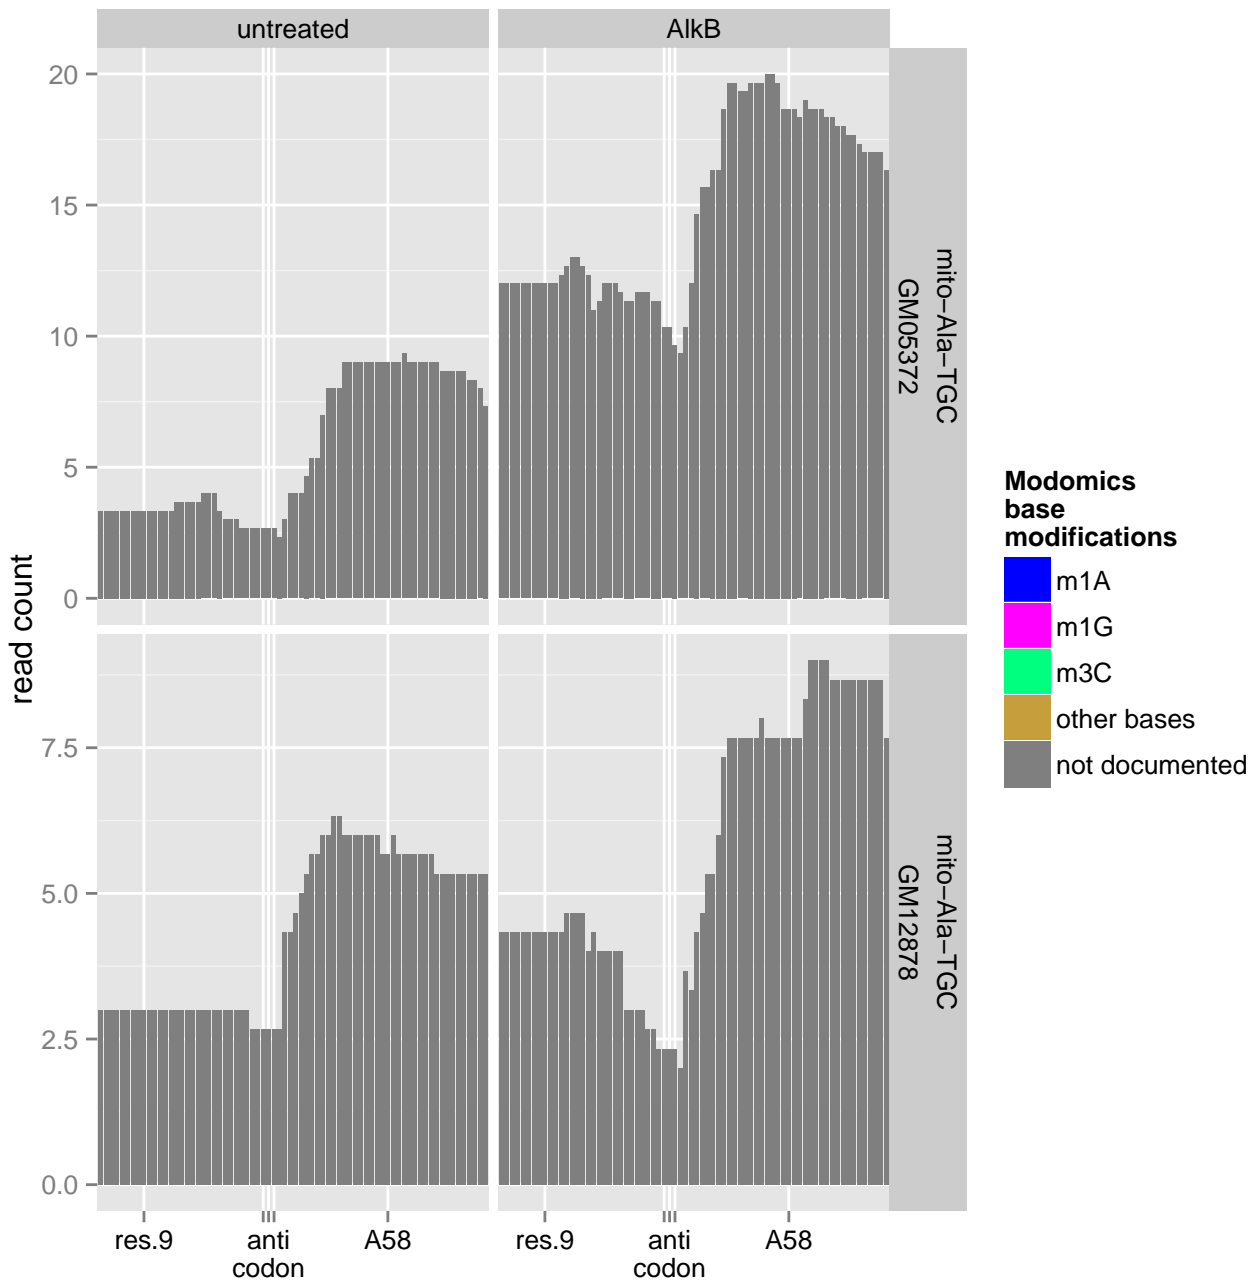 untreated
AlkB
read count
20
15
10
5
0
mito−Ala−TGC
GM05372
7.5
5.0
2.5
0.0
mito−Ala−TGC
GM12878
res.9
anti
codon
A58
res.9
anti
codon
A58
Modomics
base
modifications
m1A
m1G
m3C
other bases
not documented